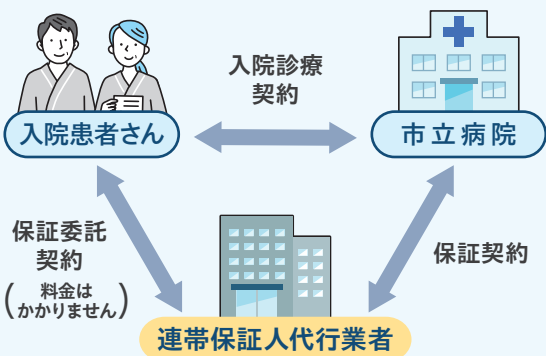 入院診療
契約
入院患者さん
市立病院
保証委託
契約
(料金は
かかりません)
保証契約
連帯保証人代行業者